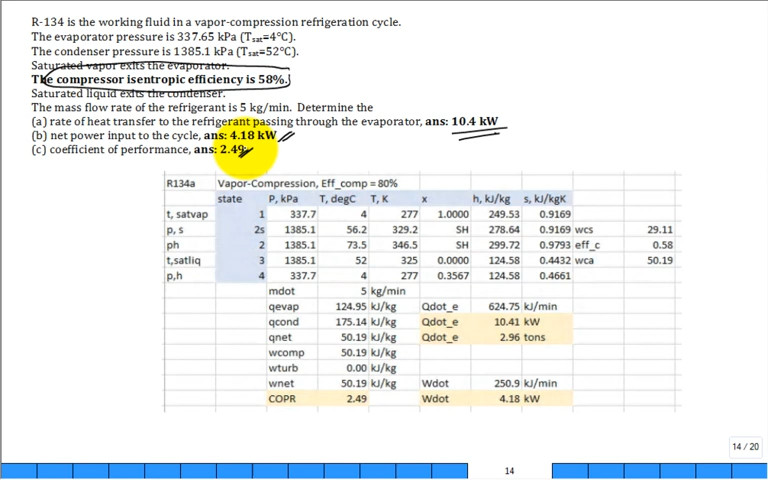 R-134 is the working fluid in a vapor-compression refrigeration cycle.
The evaporator pressure is 337.65 kPa (Tsat=4°C).
The condenser pressure is 1385.1 kPa (Tsat=52°C).
Saturated vapor exits the evaporator.
The compressor isentropic efficiency is 58%.
Saturated liquid exits the condenser.
The mass flow rate of the refrigerant is 5 kg/min. Determine the
(a) rate of heat transfer to the refrigerant passing through the evaporator, ans: 10.4 kW
(b) net power input to the cycle, ans: 4.18 kW
(c) coefficient of performance, ans: 2.49
R134a Vapor-Compression, Eff_comp = 80%
state P, kPa T, degC T, K x h, kJ/kg s, kJ/kgK
t, satvap 1 337.7 4 277 1.0000 249.53 0.9169
p, s 2s 1385.1 56.2 329.2 SH 278.64 0.9169 wcs 29.11
ph 2 1385.1 73.5 346.5 SH 299.72 0.9793 eff_c 0.58
t,satliq 3 1385.1 52 325 0.0000 124.58 0.4432 wca 50.19
p,h 4 337.7 4 277 0.3567 124.58 0.4661
mdot 5 kg/min
qevap 124.95 kJ/kg Qdot_e 624.75 kJ/min
qcond 175.14 kJ/kg Qdot_e 10.41 kW
qnet 50.19 kJ/kg Qdot_e 2.96 tons
wcomp 50.19 kJ/kg
wturb 0.00 kJ/kg
wnet 50.19 kJ/kg Wdot 250.9 kJ/min
COPR 2.49 Wdot 4.18 kW
14 / 20
14